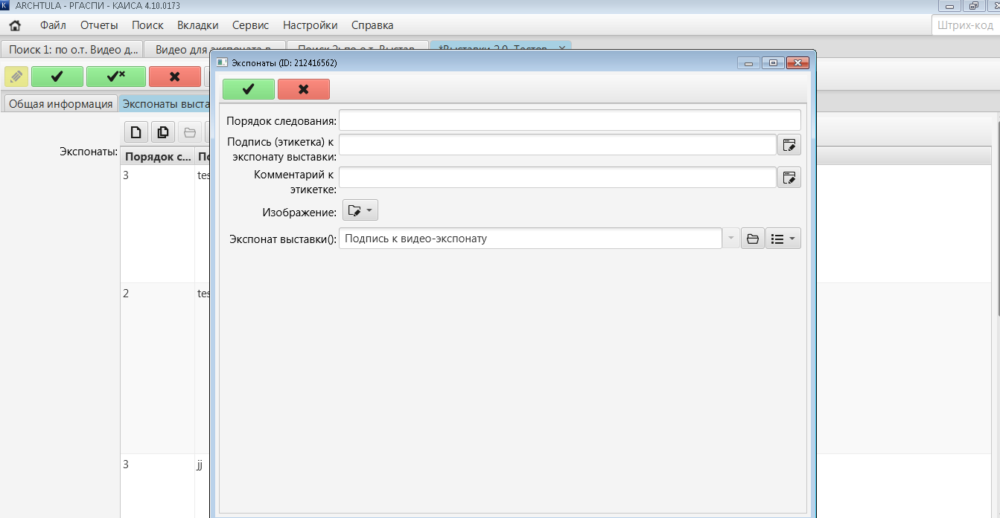 ARCHTULA - РГАСПИ - КАИСА 4.10.0173
Файл Отчеты Поиск Вкладки Сервис Настройки Справка
Штрих-код
Поиск 1: по о.т. Видео д...
Видео для экспоната
Поиск 2: по о.т. Выстав
*Выставки 2.0. Тестов
Общая информация
Экспонаты выста
Экспонаты:
Порядок с...
По
3 tes
2 tes
3 jj
Экспонаты (ID: 212416562)
Порядок следования:
Подпись (этикетка) к
экспонату выставки:
Комментарий к
этикетке:
Изображение:
Экспонат выставки():
Подпись к видео-экспонату